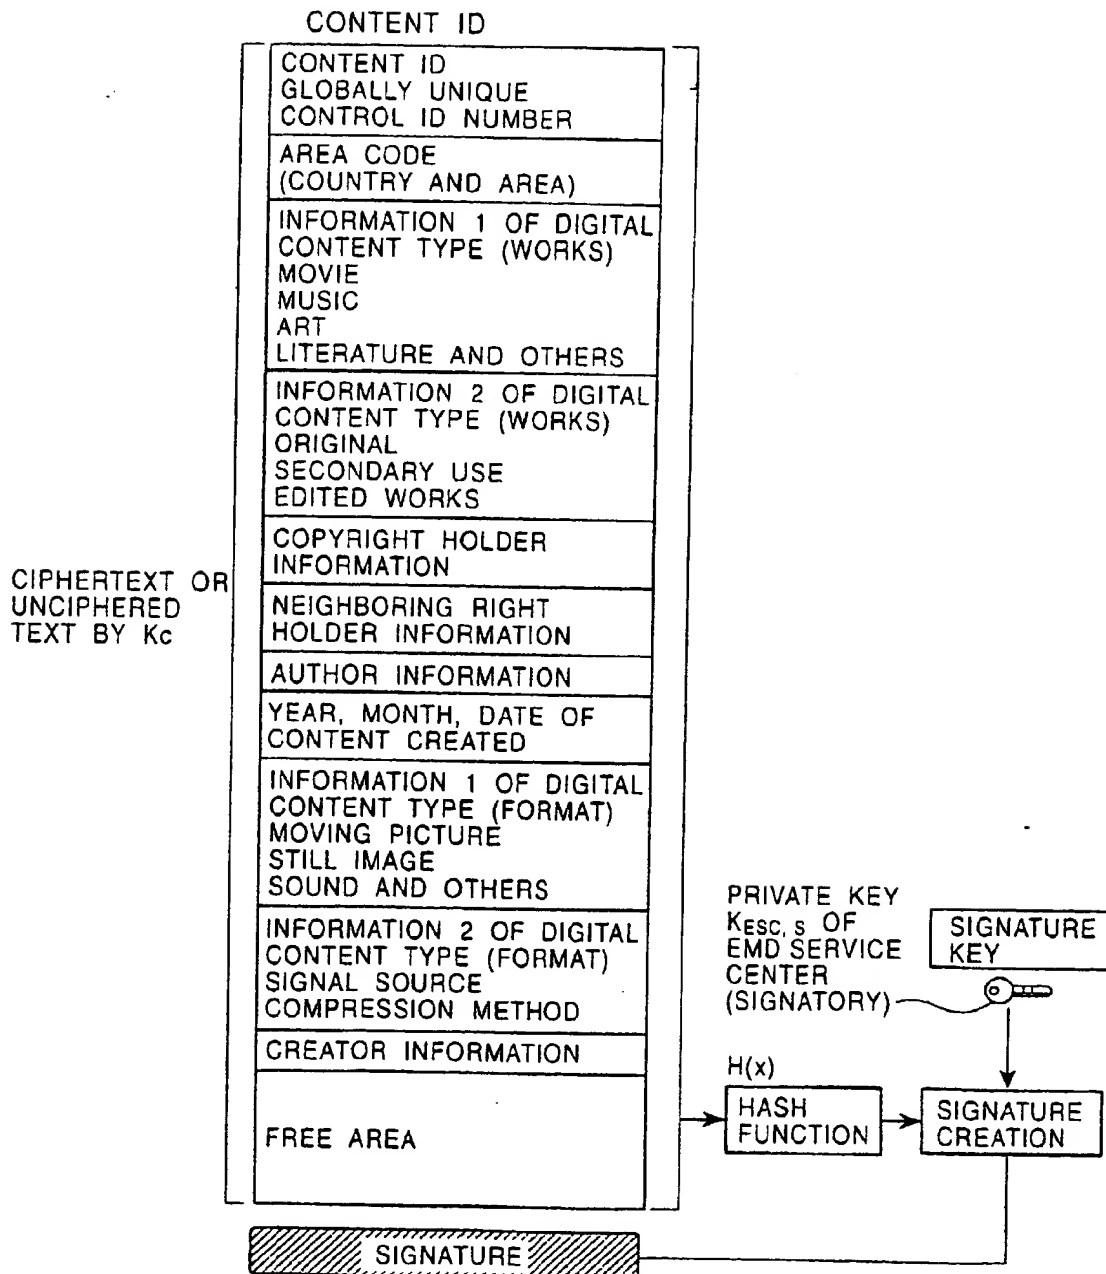 CONTENT ID
CONTENT ID
GLOBALLY UNIQUE
CONTROL ID NUMBER
AREA CODE
(COUNTRY AND AREA)
INFORMATION 1 OF DIGITAL
CONTENT TYPE (WORKS)
MOVIE
MUSIC
ART
LITERATURE AND OTHERS
INFORMATION 2 OF DIGITAL
CONTENT TYPE (WORKS)
ORIGINAL
SECONDARY USE
EDITED WORKS
COPYRIGHT HOLDER
INFORMATION
CIPHERTEXT OR
UNCIPHERED
TEXT BY Kc
NEIGHBORING RIGHT
HOLDER INFORMATION
AUTHOR INFORMATION
YEAR, MONTH, DATE OF
CONTENT CREATED
INFORMATION 1 OF DIGITAL
CONTENT TYPE (FORMAT)
MOVING PICTURE
STILL IMAGE
SOUND AND OTHERS
INFORMATION 2 OF DIGITAL
CONTENT TYPE (FORMAT)
SIGNAL SOURCE
COMPRESSION METHOD
CREATOR INFORMATION
FREE AREA
PRIVATE KEY
KESC, S OF
EMD SERVICE
CENTER
(SIGNATORY)
SIGNATURE
KEY
H(x)
HASH
FUNCTION
SIGNATURE
CREATION
SIGNATURE